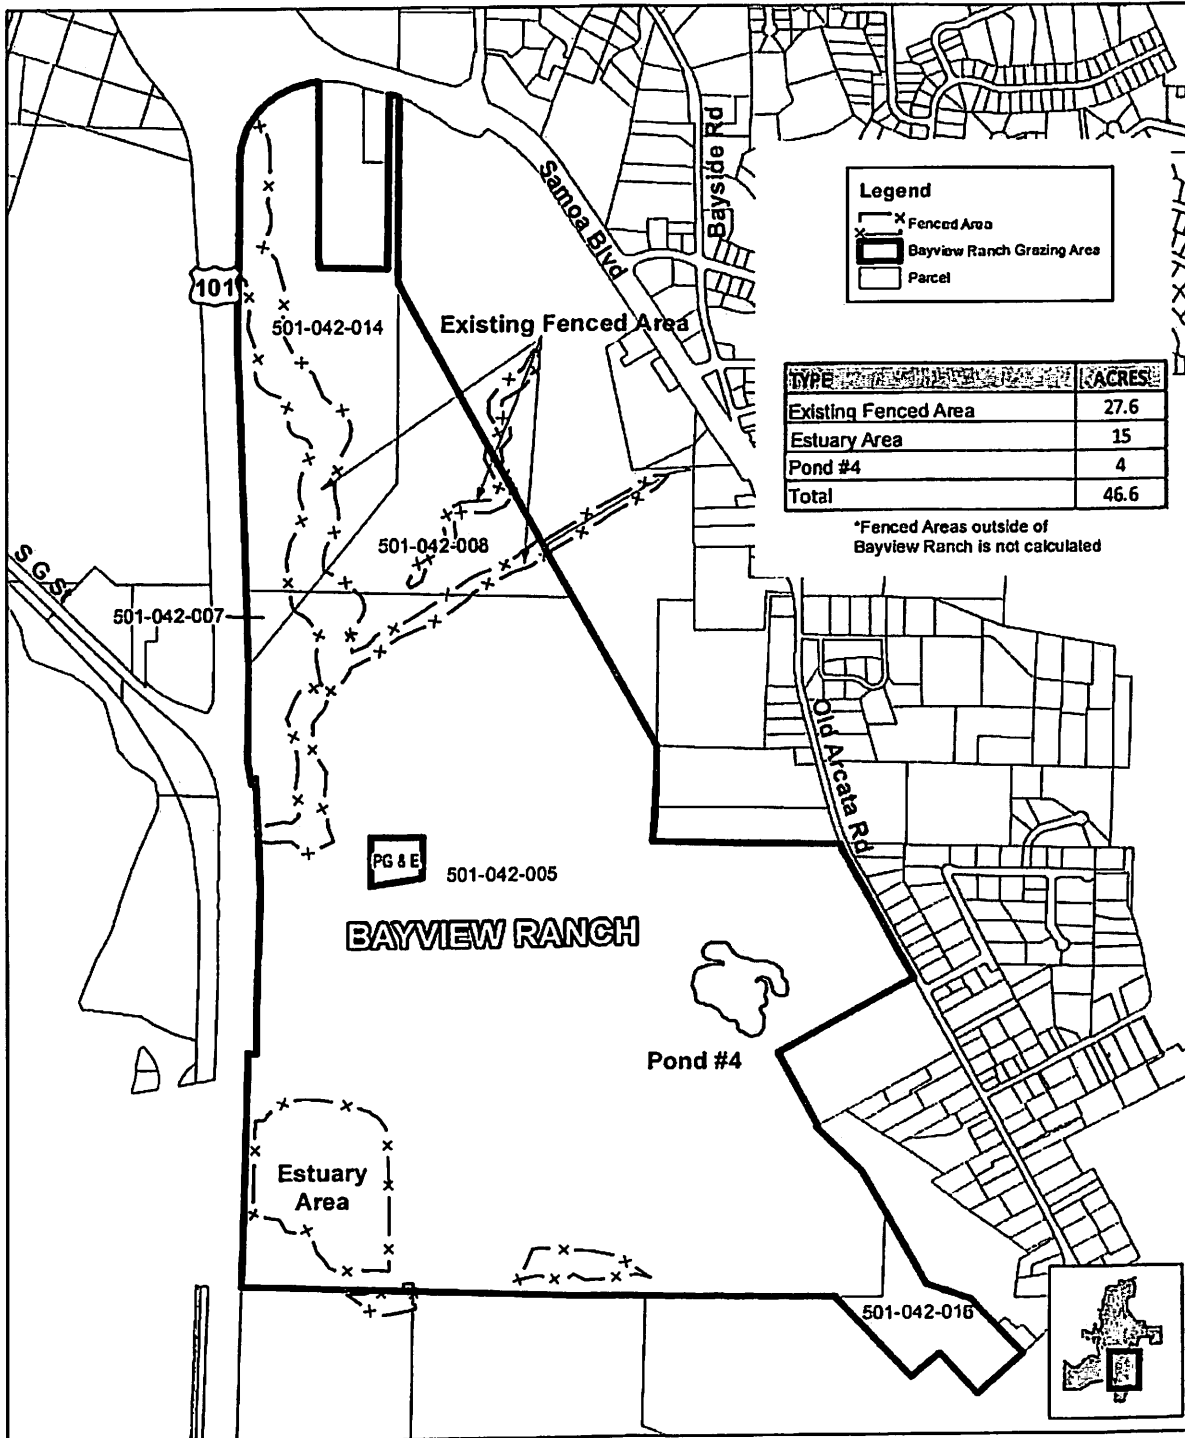 Samoa Blvd
Bayside Rd
Legend
Fenced Area
Bayview Ranch Grazing Area
Parcel
101
501-042-014
Existing Fenced Area
TYPE ACRES
Existing Fenced Area 27.6
Estuary Area 15
Pond #4 4
Total 46.6
*Fenced Areas outside of
Bayview Ranch is not calculated
501-042-008
S G St
501-042-007
Old Arcata Rd
PG & E
501-042-005
BAYVIEW RANCH
Pond #4
Estuary
Area
501-042-016